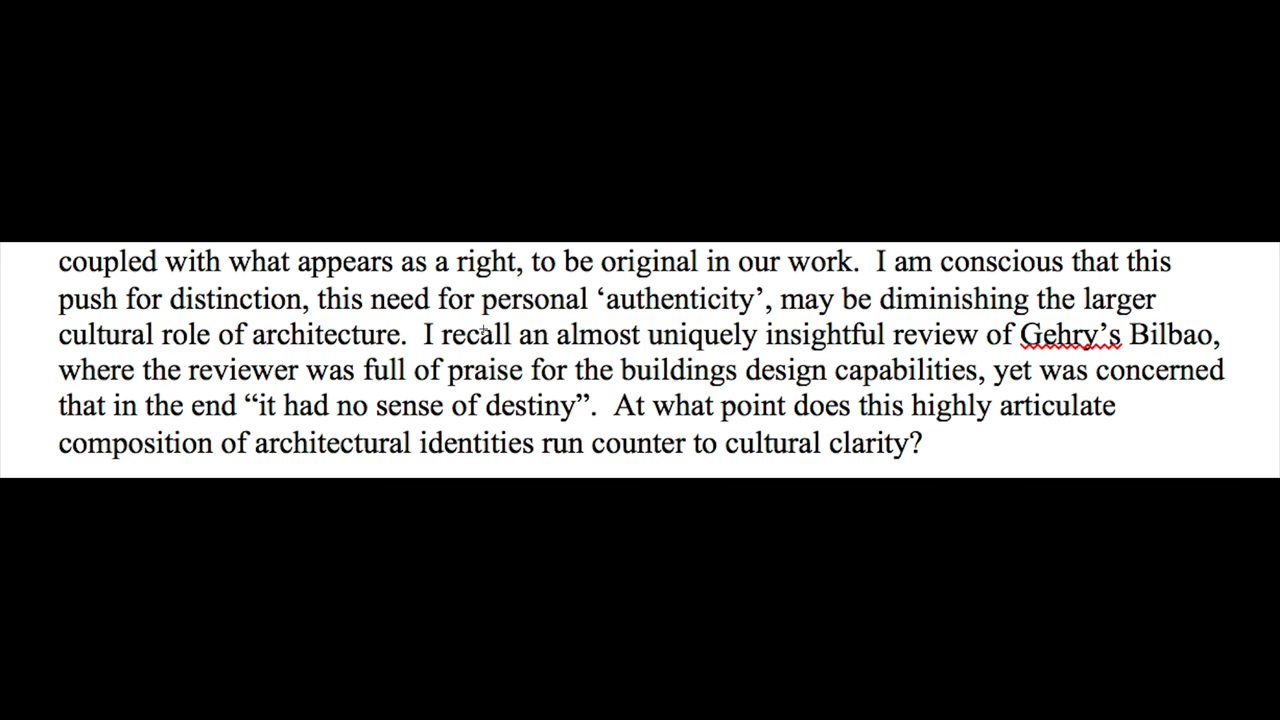 coupled with what appears as a right, to be original in our work.  I am conscious that this
push for distinction, this need for personal ‘authenticity’, may be diminishing the larger
cultural role of architecture.  I recall an almost uniquely insightful review of Gehry’s Bilbao,
where the reviewer was full of praise for the buildings design capabilities, yet was concerned
that in the end “it had no sense of destiny”.  At what point does this highly articulate
composition of architectural identities run counter to cultural clarity?